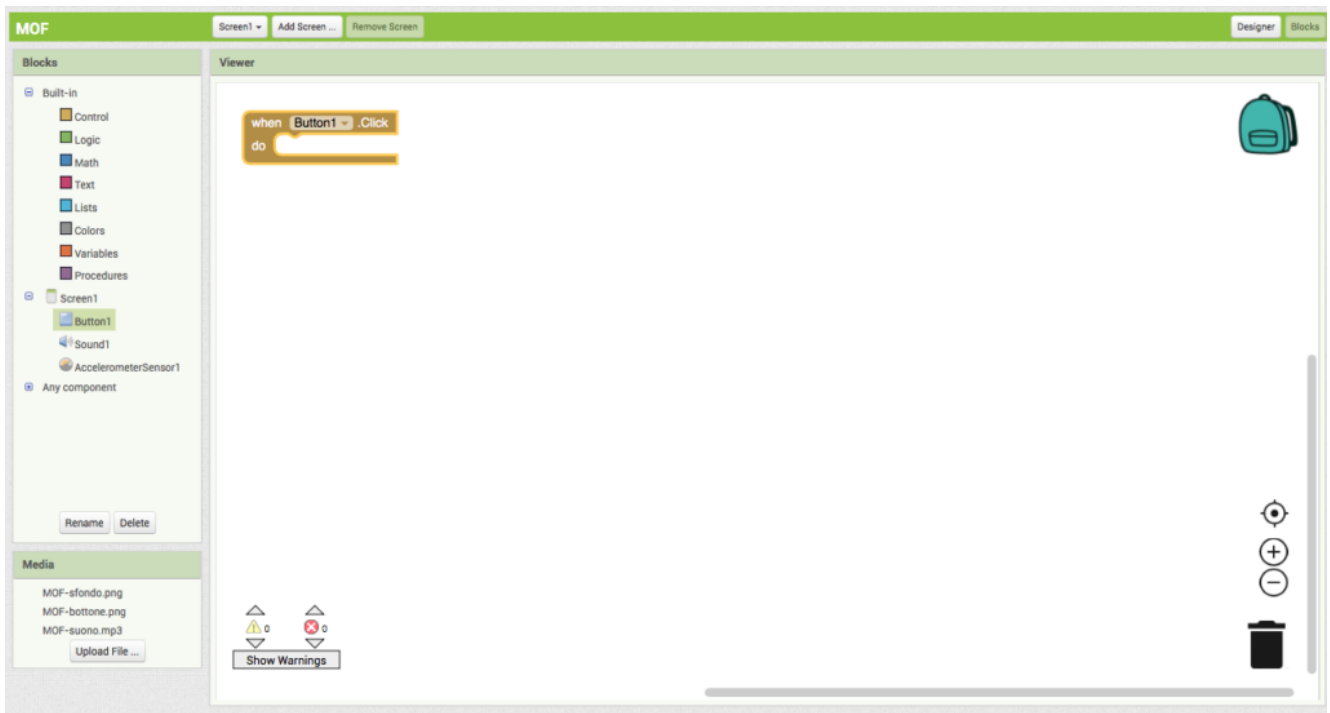 MOF Screen1 Add Screen ... Remove Screen Designer Blocks
Blocks
Viewer
Built-in
Control
Logic
Math
Text
Lists
Colors
Variables
Procedures
Screen1
Button1
Sound1
AccelerometerSensor1
Any component
Rename Delete
Media
MOF-sfondo.png
MOF-bottone.png
MOF-suono.mp3
Upload File ...
when Button1 .Click
do
0 0
Show Warnings